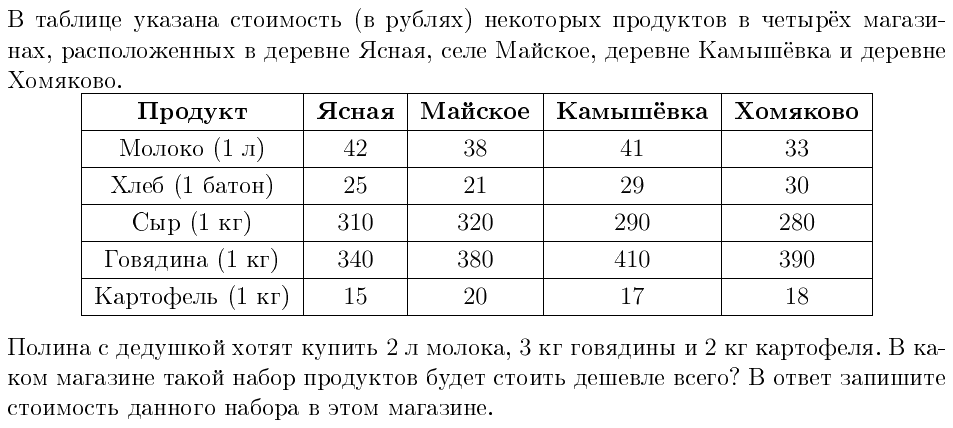 В таблице указана стоимость (в рублях) некоторых продуктов в четырёх магази-
нах, расположенных в деревне Ясная, селе Майское, деревне Камышёвка и деревне
Хомяково.
Продукт Ясная Майское Камышёвка Хомяково
Молоко (1 л) 42 38 41 33
Хлеб (1 батон) 25 21 29 30
Сыр (1 кг) 310 320 290 280
Говядина (1 кг) 340 380 410 390
Картофель (1 кг) 15 20 17 18
Полина с дедушкой хотят купить 2 л молока, 3 кг говядины и 2 кг картофеля. В ка-
ком магазине такой набор продуктов будет стоить дешевле всего? В ответ запишите
стоимость данного набора в этом магазине.